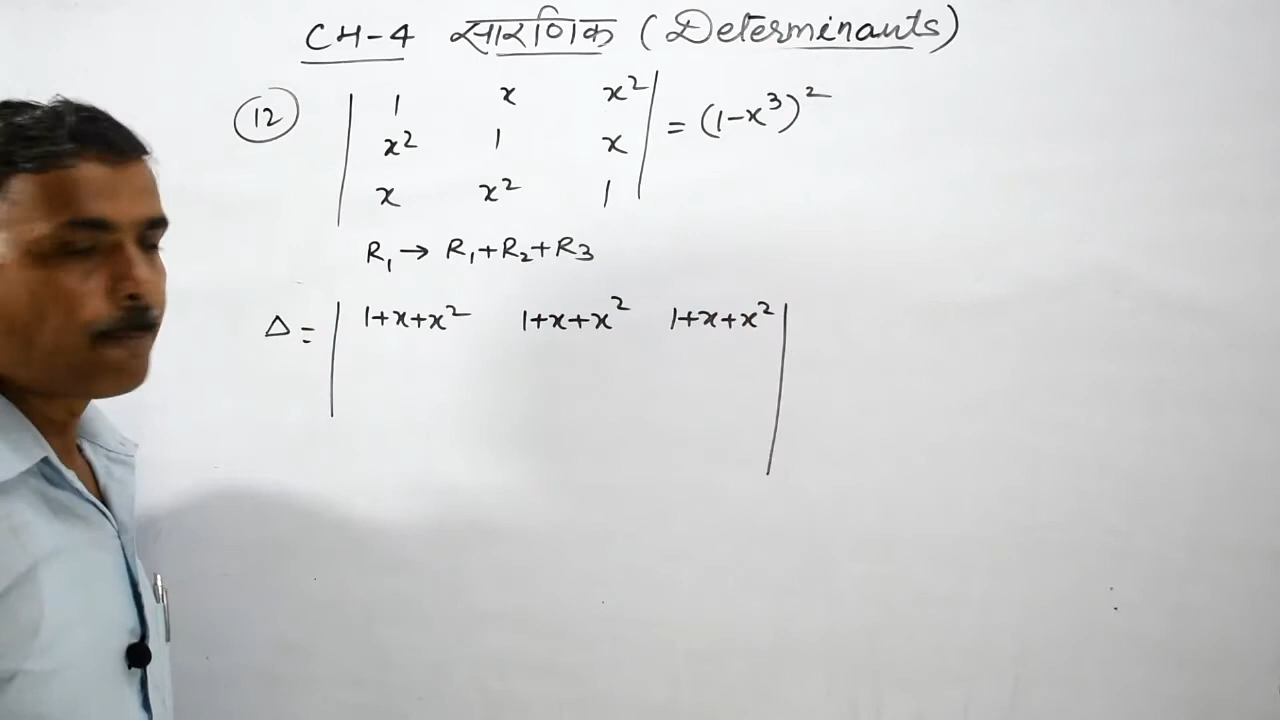 CH-4 सारणिक (Determinants)
12 | 1 x x² | = (1-x³)²
| x² 1 x |
| x x² 1 |
R₁ → R₁+R₂+R₃
Δ = | 1+x+x² 1+x+x² 1+x+x² |